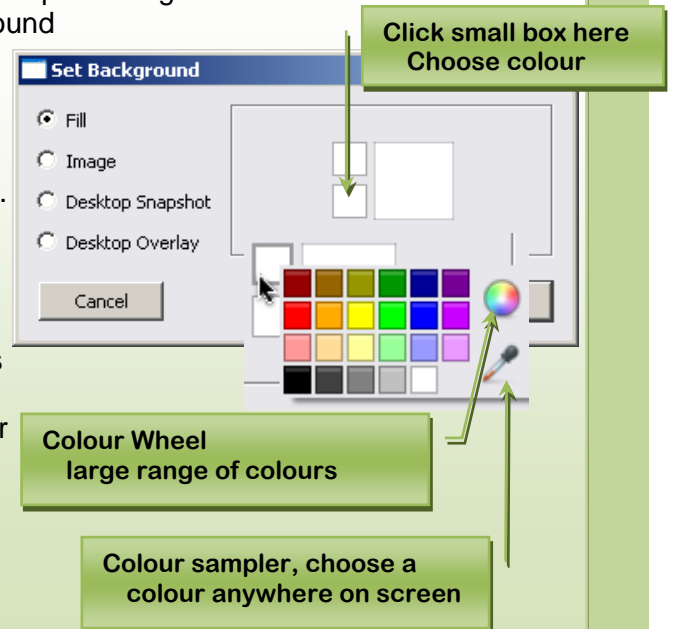 ound
Click small box here
Choose colour
Set Background
Fill
Image
Desktop Snapshot
Desktop Overlay
Cancel
Colour Wheel
large range of colours
Colour sampler, choose a
colour anywhere on screen